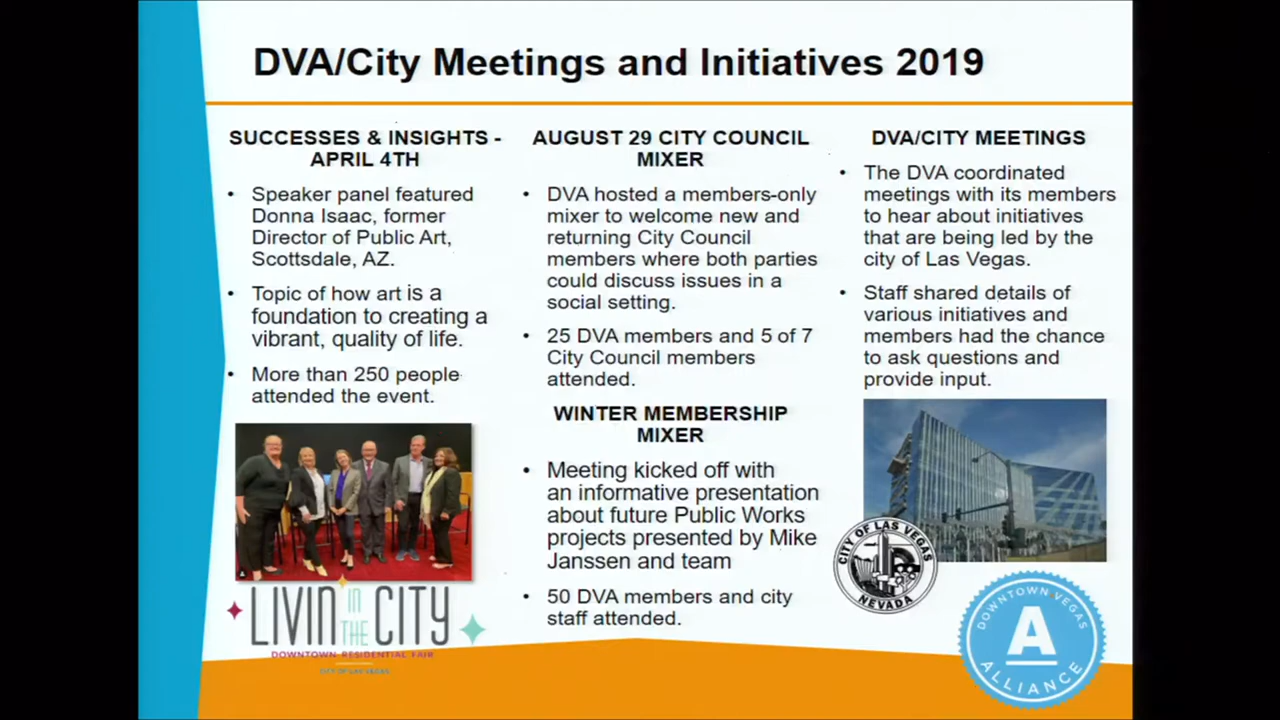 DVA/City Meetings and Initiatives 2019
SUCCESSES & INSIGHTS -
APRIL 4TH
• Speaker panel featured
Donna Isaac, former
Director of Public Art,
Scottsdale, AZ.
• Topic of how art is a
foundation to creating a
vibrant, quality of life.
• More than 250 people
attended the event.
LIVIN IN THE CITY
DOWNTOWN RESIDENTIAL FAIR
CITY OF LAS VEGAS
AUGUST 29 CITY COUNCIL
MIXER
• DVA hosted a members-only
mixer to welcome new and
returning City Council
members where both parties
could discuss issues in a
social setting.
• 25 DVA members and 5 of 7
City Council members
attended.
WINTER MEMBERSHIP
MIXER
• Meeting kicked off with
an informative presentation
about future Public Works
projects presented by Mike
Janssen and team
• 50 DVA members and city
staff attended.
DVA/CITY MEETINGS
• The DVA coordinated
meetings with its members
to hear about initiatives
that are being led by the
city of Las Vegas.
• Staff shared details of
various initiatives and
members had the chance
to ask questions and
provide input.
CITY OF LAS VEGAS
NEVADA
DOWNTOWN VEGAS
A
ALLIANCE